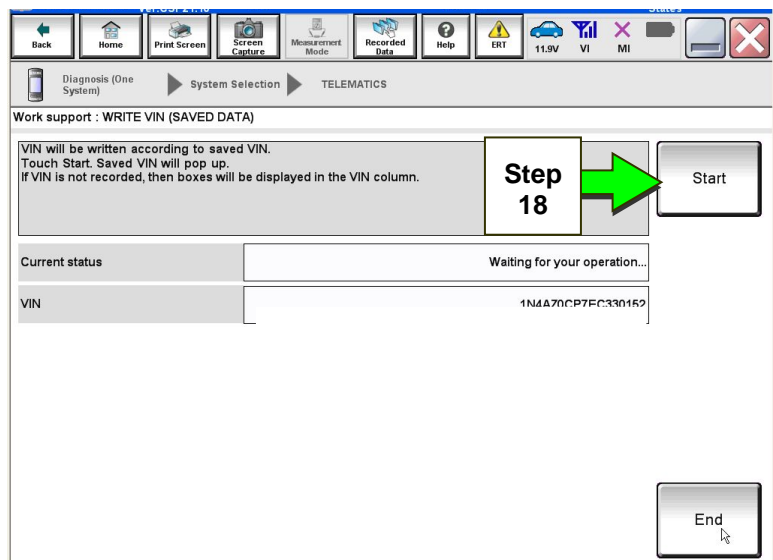 Back
Home
Print Screen
Screen Capture
Measurement Mode
Recorded Data
Help
ERT
11.9V
VI
MI
Diagnosis (One System)
System Selection
TELEMATICS
Work support : WRITE VIN (SAVED DATA)
VIN will be written according to saved VIN.
Touch Start. Saved VIN will pop up.
If VIN is not recorded, then boxes will be displayed in the VIN column.
Step
18
Start
Current status
Waiting for your operation...
VIN
1N4AZ0CP7EC330152
End